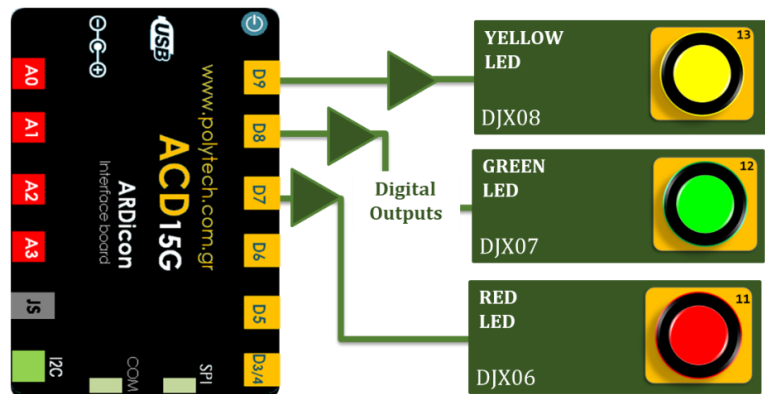 USB
A0
A1
A2
A3
JS
I2C
COM
SPI
www.polytech.com.gr
ACD15G
ARDicon
Interface board
D9
D8
D7
D6
D5
D3/4
Digital
Outputs
YELLOW
LED
DJX08
13
GREEN
LED
DJX07
12
RED
LED
DJX06
11